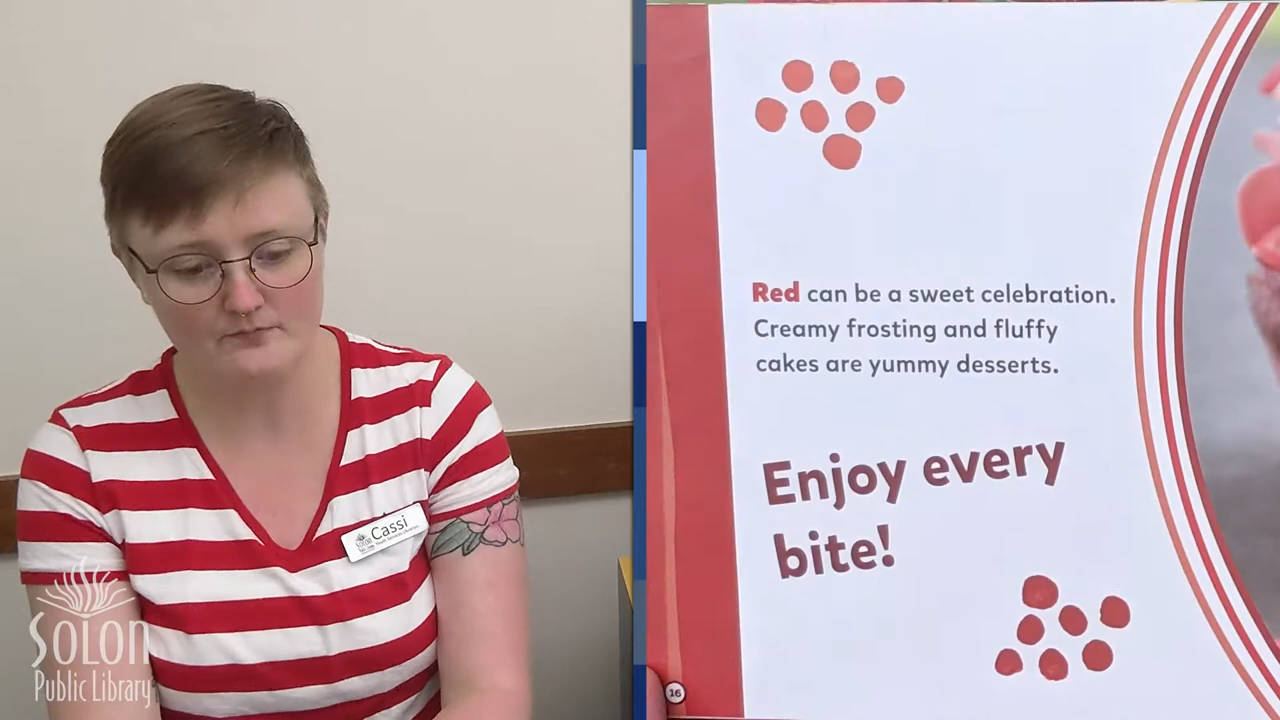 Cassi
SOLON
Public Library
Red can be a sweet celebration.
Creamy frosting and fluffy
cakes are yummy desserts.
Enjoy every
bite!
16